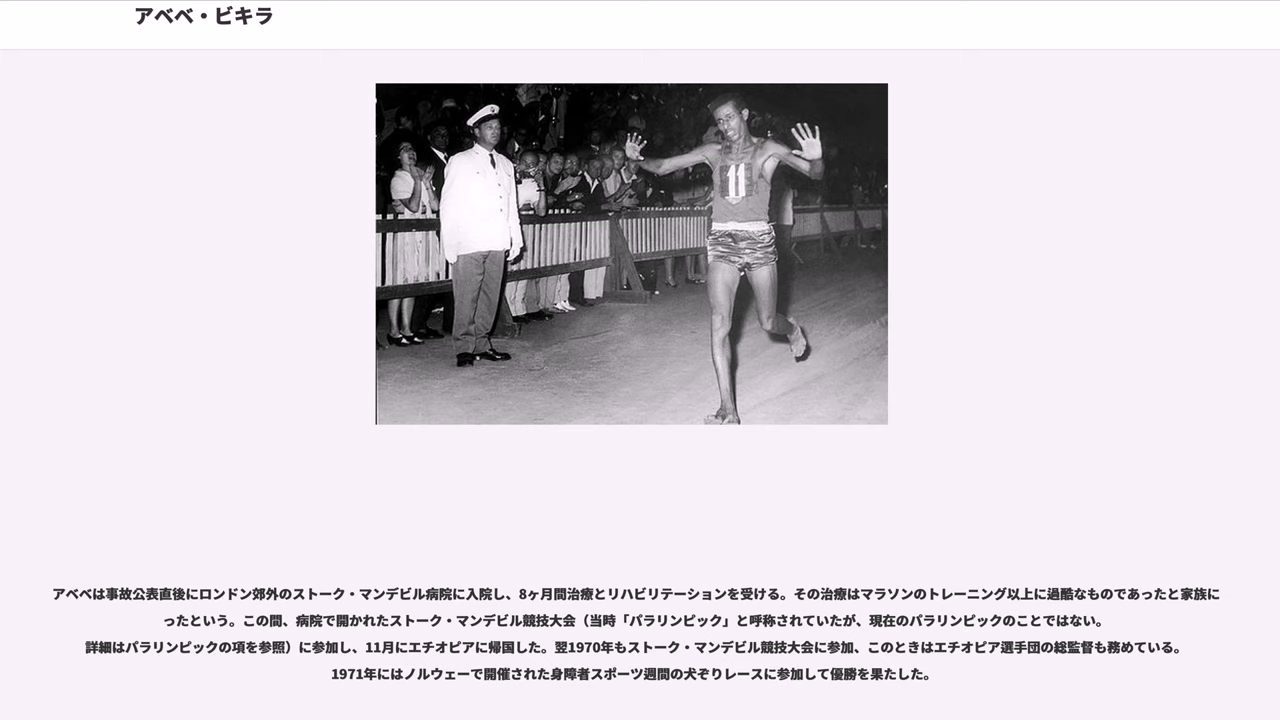 アベベ・ビキラ
11
アベベは事故公表直後にロンドン郊外のストーク・マンデビル病院に入院し、8ヶ月間治療とリハビリテーションを受ける。その治療はマラソンのトレーニング以上に過酷なものであったと家族に
ったという。この間、病院で開かれたストーク・マンデビル競技大会（当時「パラリンピック」と呼称されていたが、現在のパラリンピックのことではない。
詳細はパラリンピックの項を参照）に参加し、11月にエチオピアに帰国した。翌1970年もストーク・マンデビル競技大会に参加、このときはエチオピア選手団の総監督も務めている。
1971年にはノルウェーで開催された身障者スポーツ週間の犬ぞりレースに参加して優勝を果たした。